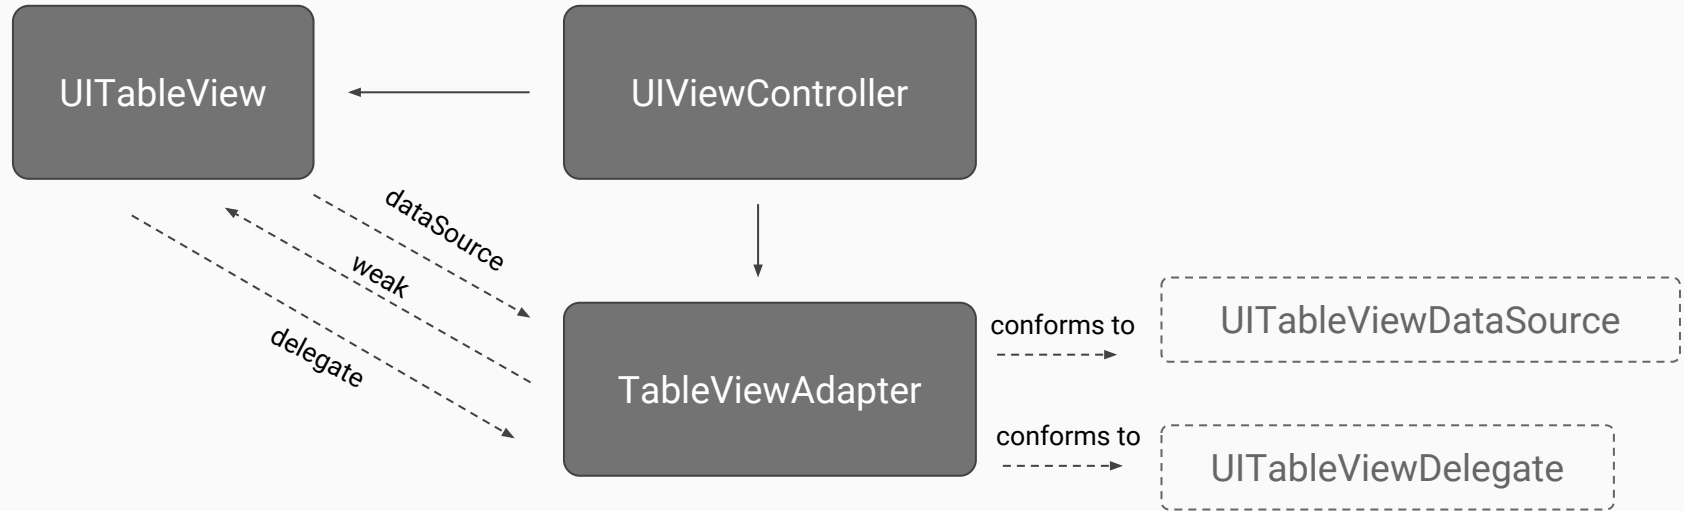 UITableView
UIViewController
dataSource
weak
delegate
TableViewAdapter
conforms to
UITableViewDataSource
conforms to
UITableViewDelegate